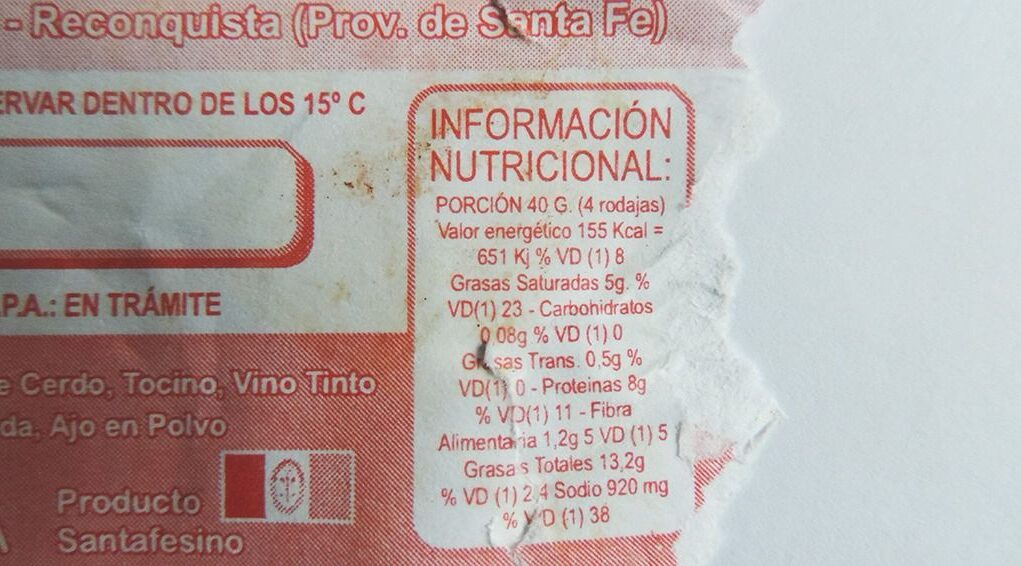 - Reconquista (Prov. de Santa Fe)
ERVAR DENTRO DE LOS 15º C
INFORMACIÓN
NUTRICIONAL:
PORCIÓN 40 G. (4 rodajas)
Valor energético 155 Kcal =
651 Kj % VD (1) 8
Grasas Saturadas 5g. %
VD(1) 23 - Carbohidratos
0,08g % VD (1) 0
Grasas Trans. 0,5g %
VD(1) 0 - Proteinas 8g
% VD(1) 11 - Fibra
Alimentaria 1,2g 5 VD (1) 5
Grasas Totales 13,2g
% VD (1) 24 Sodio 920 mg
% VD (1) 38
.P.A.: EN TRÁMITE
e Cerdo, Tocino, Vino Tinto
da, Ajo en Polvo
Producto
Santafesino